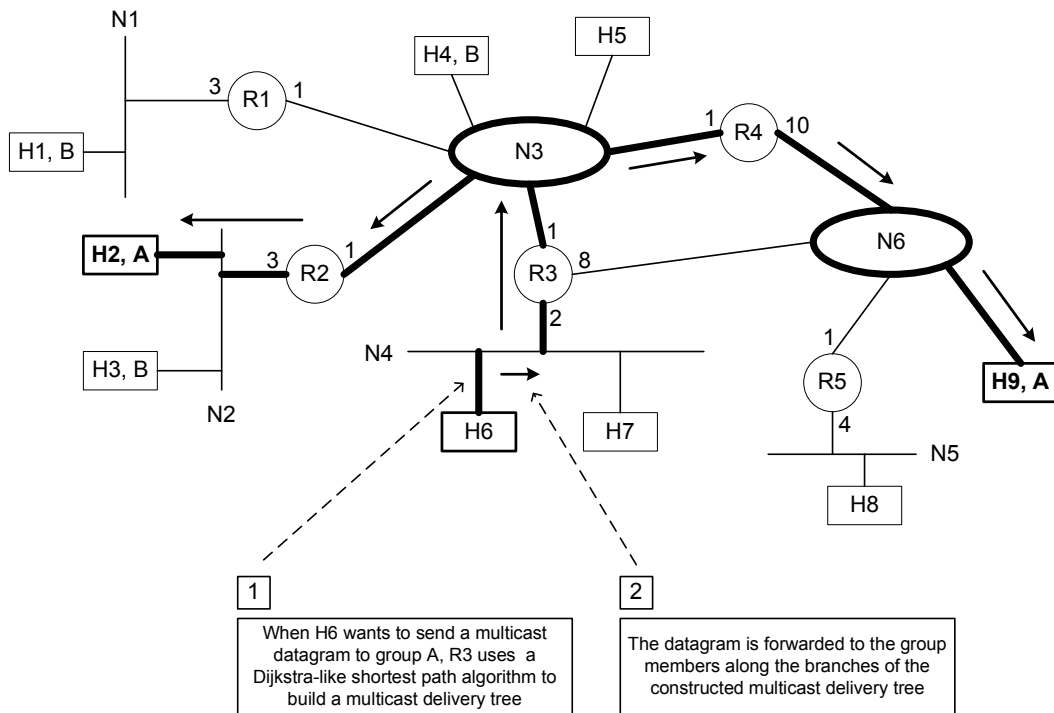 N1
H5
H4, B
3
R1
1
1
R4
10
N3
H1, B
N6
H2, A
3
R2
1
1
R3
8
2
N4
1
H3, B
R5
H9, A
N2
H6
H7
4
N5
H8
1
2
When H6 wants to send a multicast
datagram to group A, R3 uses a
Dijkstra-like shortest path algorithm to
build a multicast delivery tree
The datagram is forwarded to the group
members along the branches of the
constructed multicast delivery tree